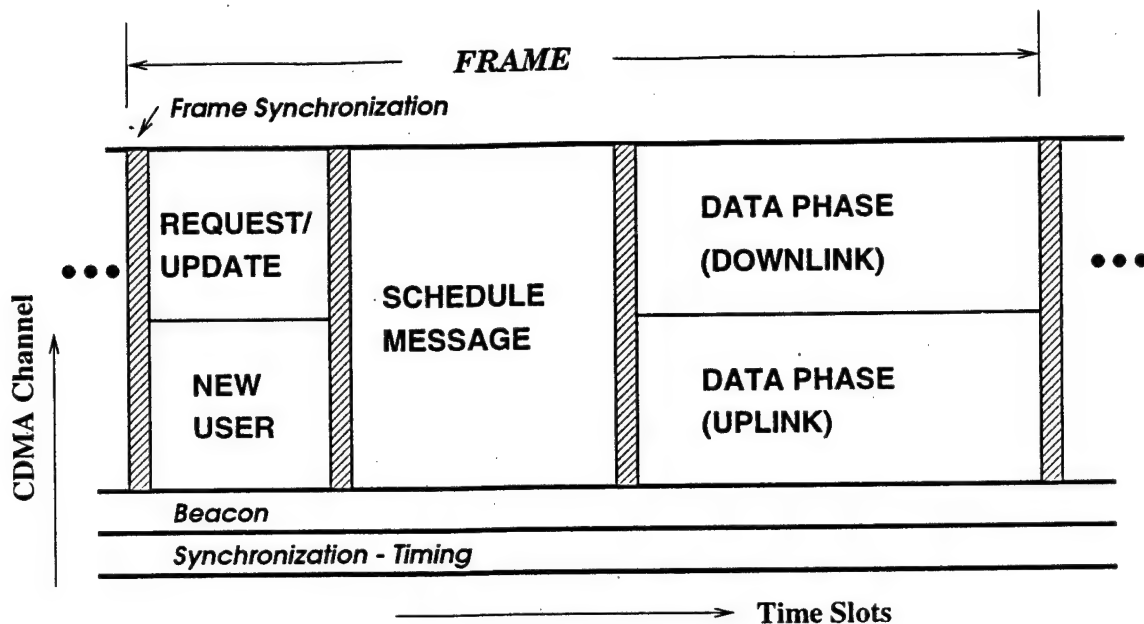 FRAME
Frame Synchronization
REQUEST/
UPDATE
NEW
USER
SCHEDULE
MESSAGE
DATA PHASE
(DOWNLINK)
DATA PHASE
(UPLINK)
CDMA Channel
Beacon
Synchronization - Timing
Time Slots